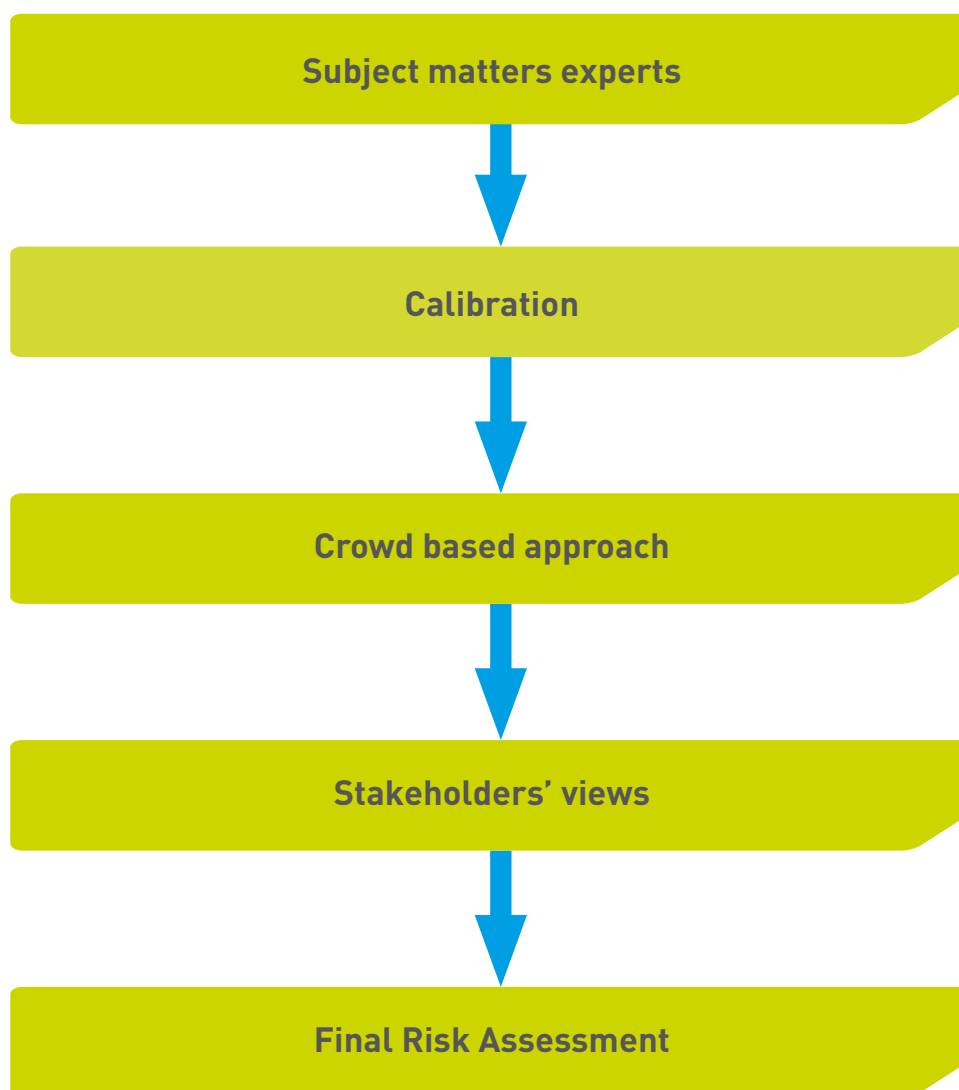 Subject matters experts
Calibration
Crowd based approach
Stakeholders’ views
Final Risk Assessment